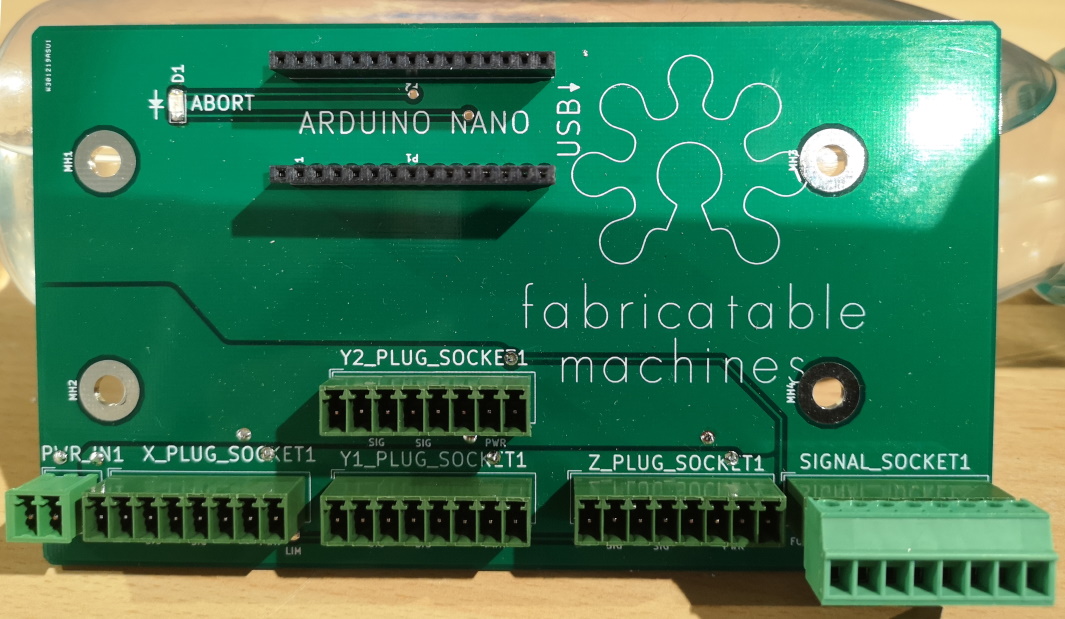 D1
ABORT
ARDUINO NANO
USB
1
P1
MH1
MH3
fabricatable
machines
MH2
MH4
Y2_PLUG_SOCKET1
SIG SIG PWR
PWR_IN1
X_PLUG_SOCKET1
Y1_PLUG_SOCKET1
Z_PLUG_SOCKET1
SIGNAL_SOCKET1
LIM
SIG SIG PWR